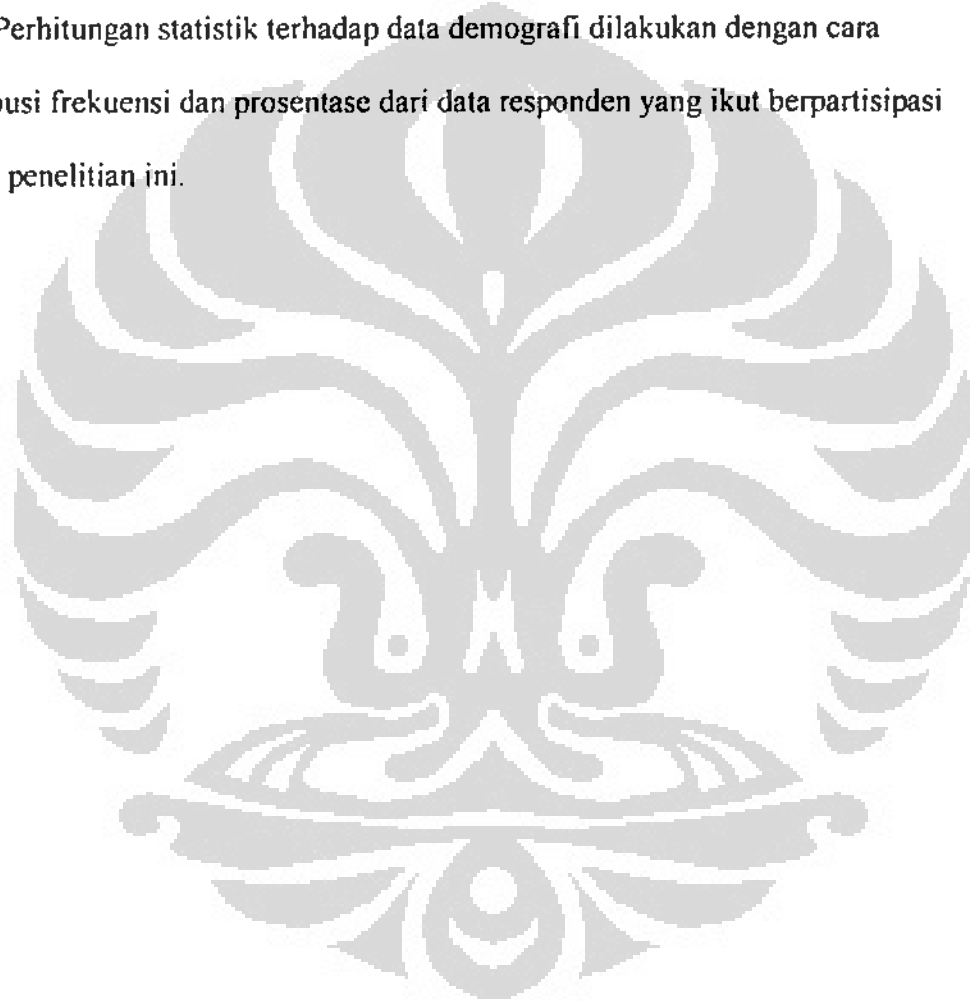 Perhitungan statistik terhadap data demografi dilakukan dengan cara
busi frekuensi dan prosentase dari data responden yang ikut berpartisipasi
penelitian ini.